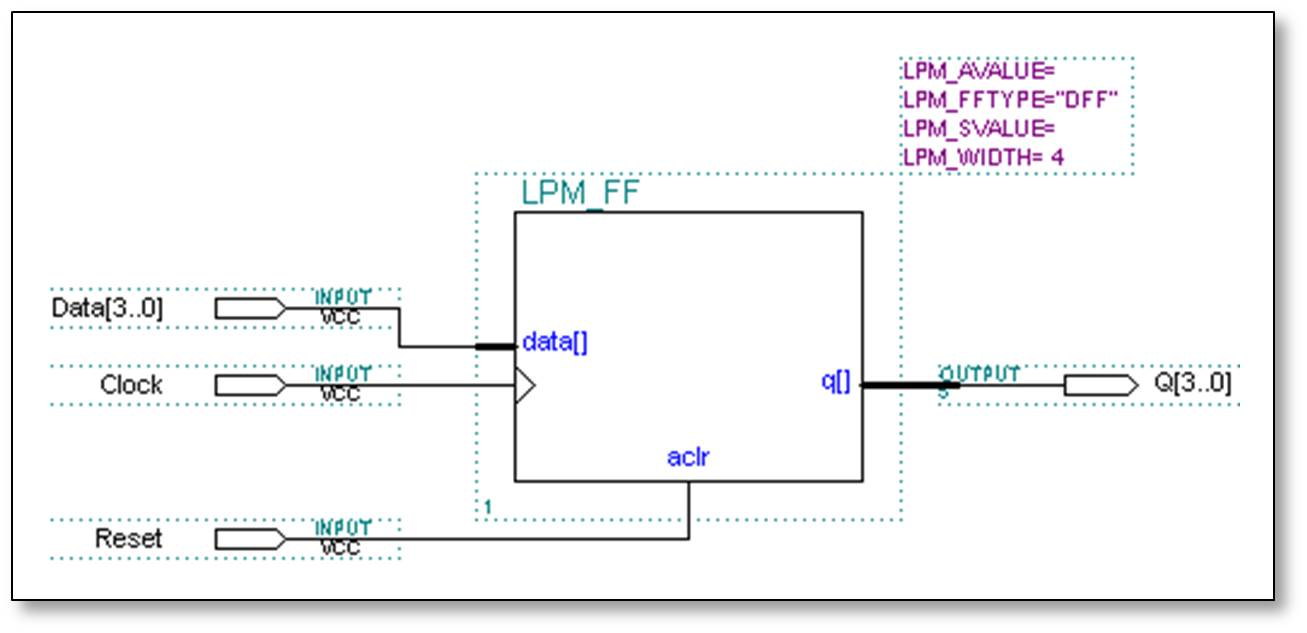 LPM_AVALUE=
LPM_FFTYPE="DFF"
LPM_SVALUE=
LPM_WIDTH= 4
LPM_FF
Data[3..0]
INPUT
VCC
data[]
Clock
INPUT
VCC
q[]
OUTPUT
Q[3..0]
aclr
1
Reset
INPUT
VCC